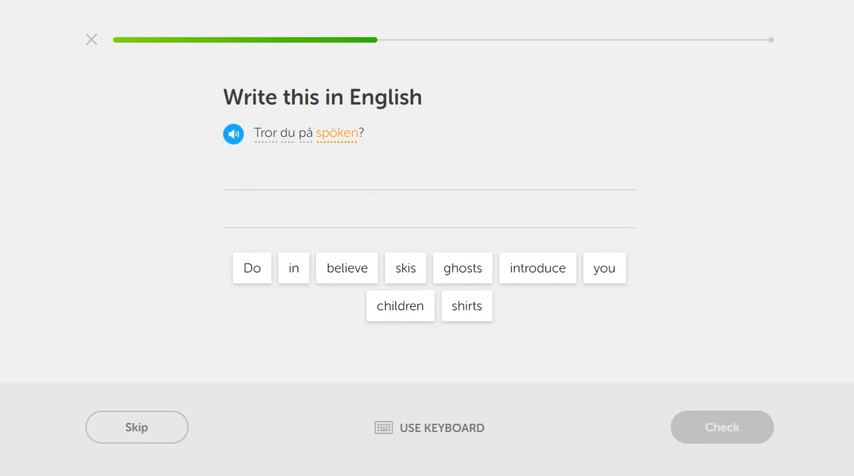 Write this in English
Tror du på spöken?
Do in believe skis ghosts introduce you
children shirts
Skip USE KEYBOARD Check